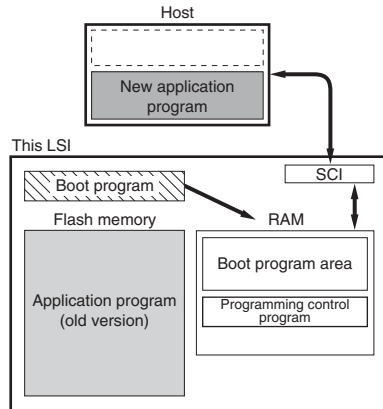 Host
New application
program
This LSI
SCI
Boot program
Flash memory
RAM
Boot program area
Application program
(old version)
Programming control
program